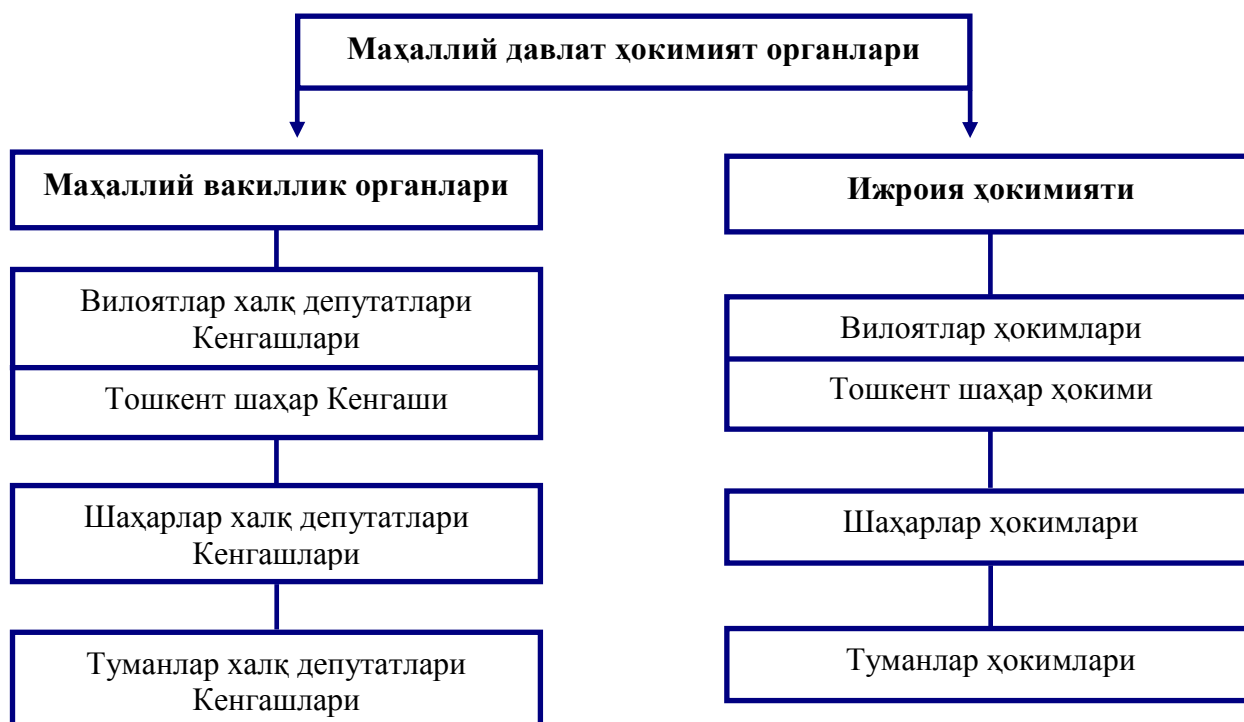 Маҳаллий давлат ҳокимият органлари
Маҳаллий вакиллик органлари
Вилоятлар халқ депутатлари
Кенгашлари
Тошкент шаҳар Кенгаши
Шаҳарлар халқ депутатлари
Кенгашлари
Туманлар халқ депутатлари
Кенгашлари
Ижроия ҳокимияти
Вилоятлар ҳокимлари
Тошкент шаҳар ҳокими
Шаҳарлар ҳокимлари
Туманлар ҳокимлари